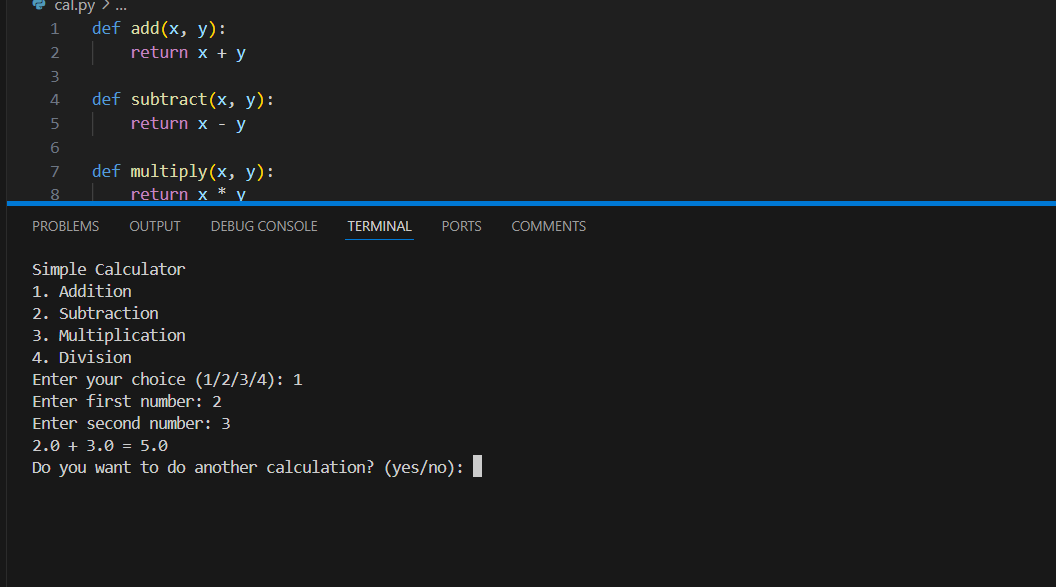 cal.py > ...
1 def add(x, y):
2     return x + y
3
4 def subtract(x, y):
5     return x - y
6
7 def multiply(x, y):
8     return x * y
PROBLEMS OUTPUT DEBUG CONSOLE TERMINAL PORTS COMMENTS
Simple Calculator
1. Addition
2. Subtraction
3. Multiplication
4. Division
Enter your choice (1/2/3/4): 1
Enter first number: 2
Enter second number: 3
2.0 + 3.0 = 5.0
Do you want to do another calculation? (yes/no):